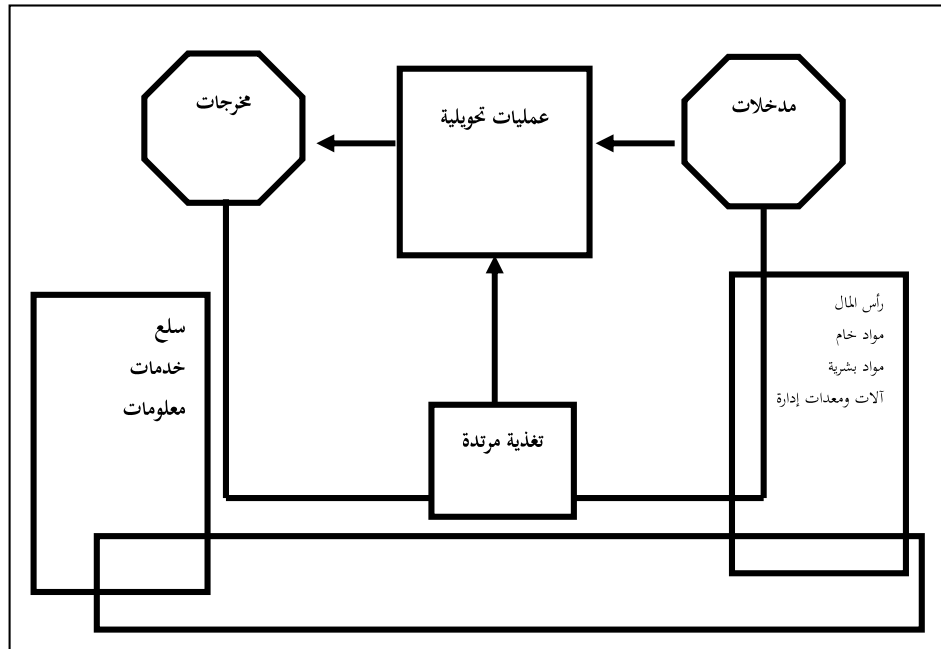 مدخلات
عمليات تحويلية
مخرجات
رأس المال
مواد خام
مواد بشرية
آلات ومعدات إدارة
سلع
خدمات
معلومات
تغذية مرتدة